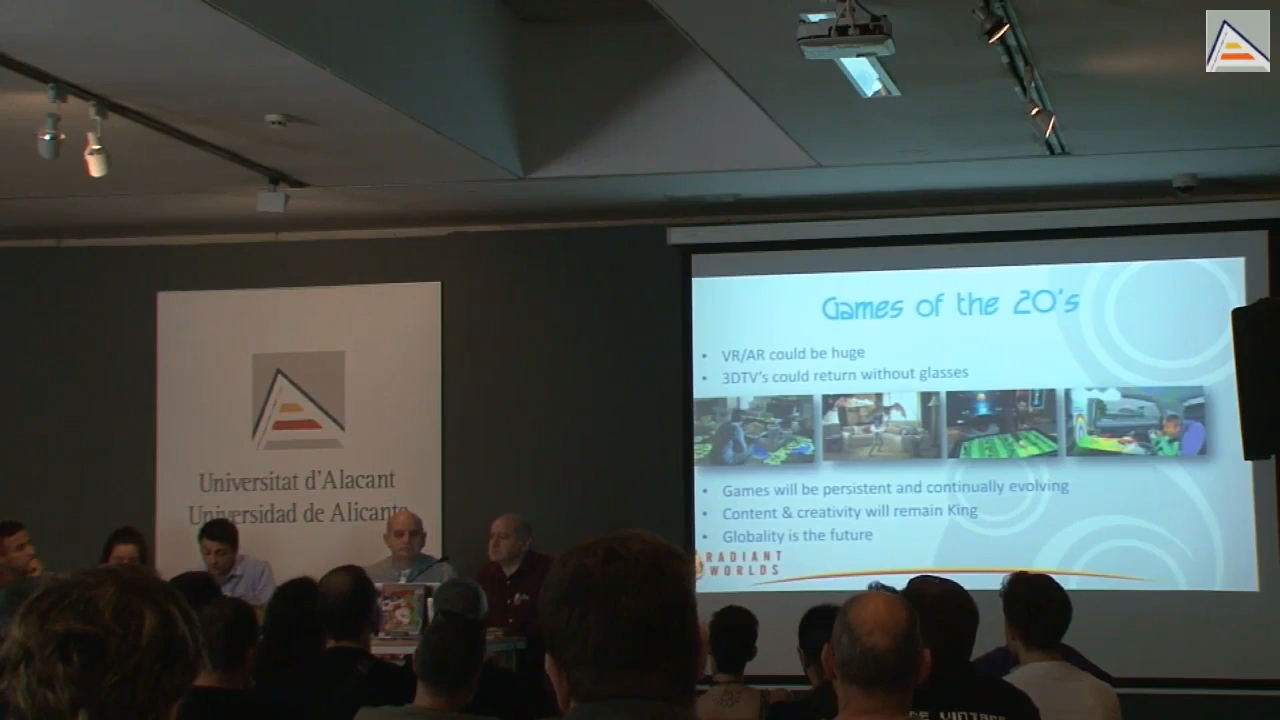 Universitat d'Alacant
Universidad de Alicante
Games of the 20's
• VR/AR could be huge
• 3DTV's could return without glasses
• Games will be persistent and continually evolving
• Content & creativity will remain King
• Globality is the future
RADIANT
WORLDS